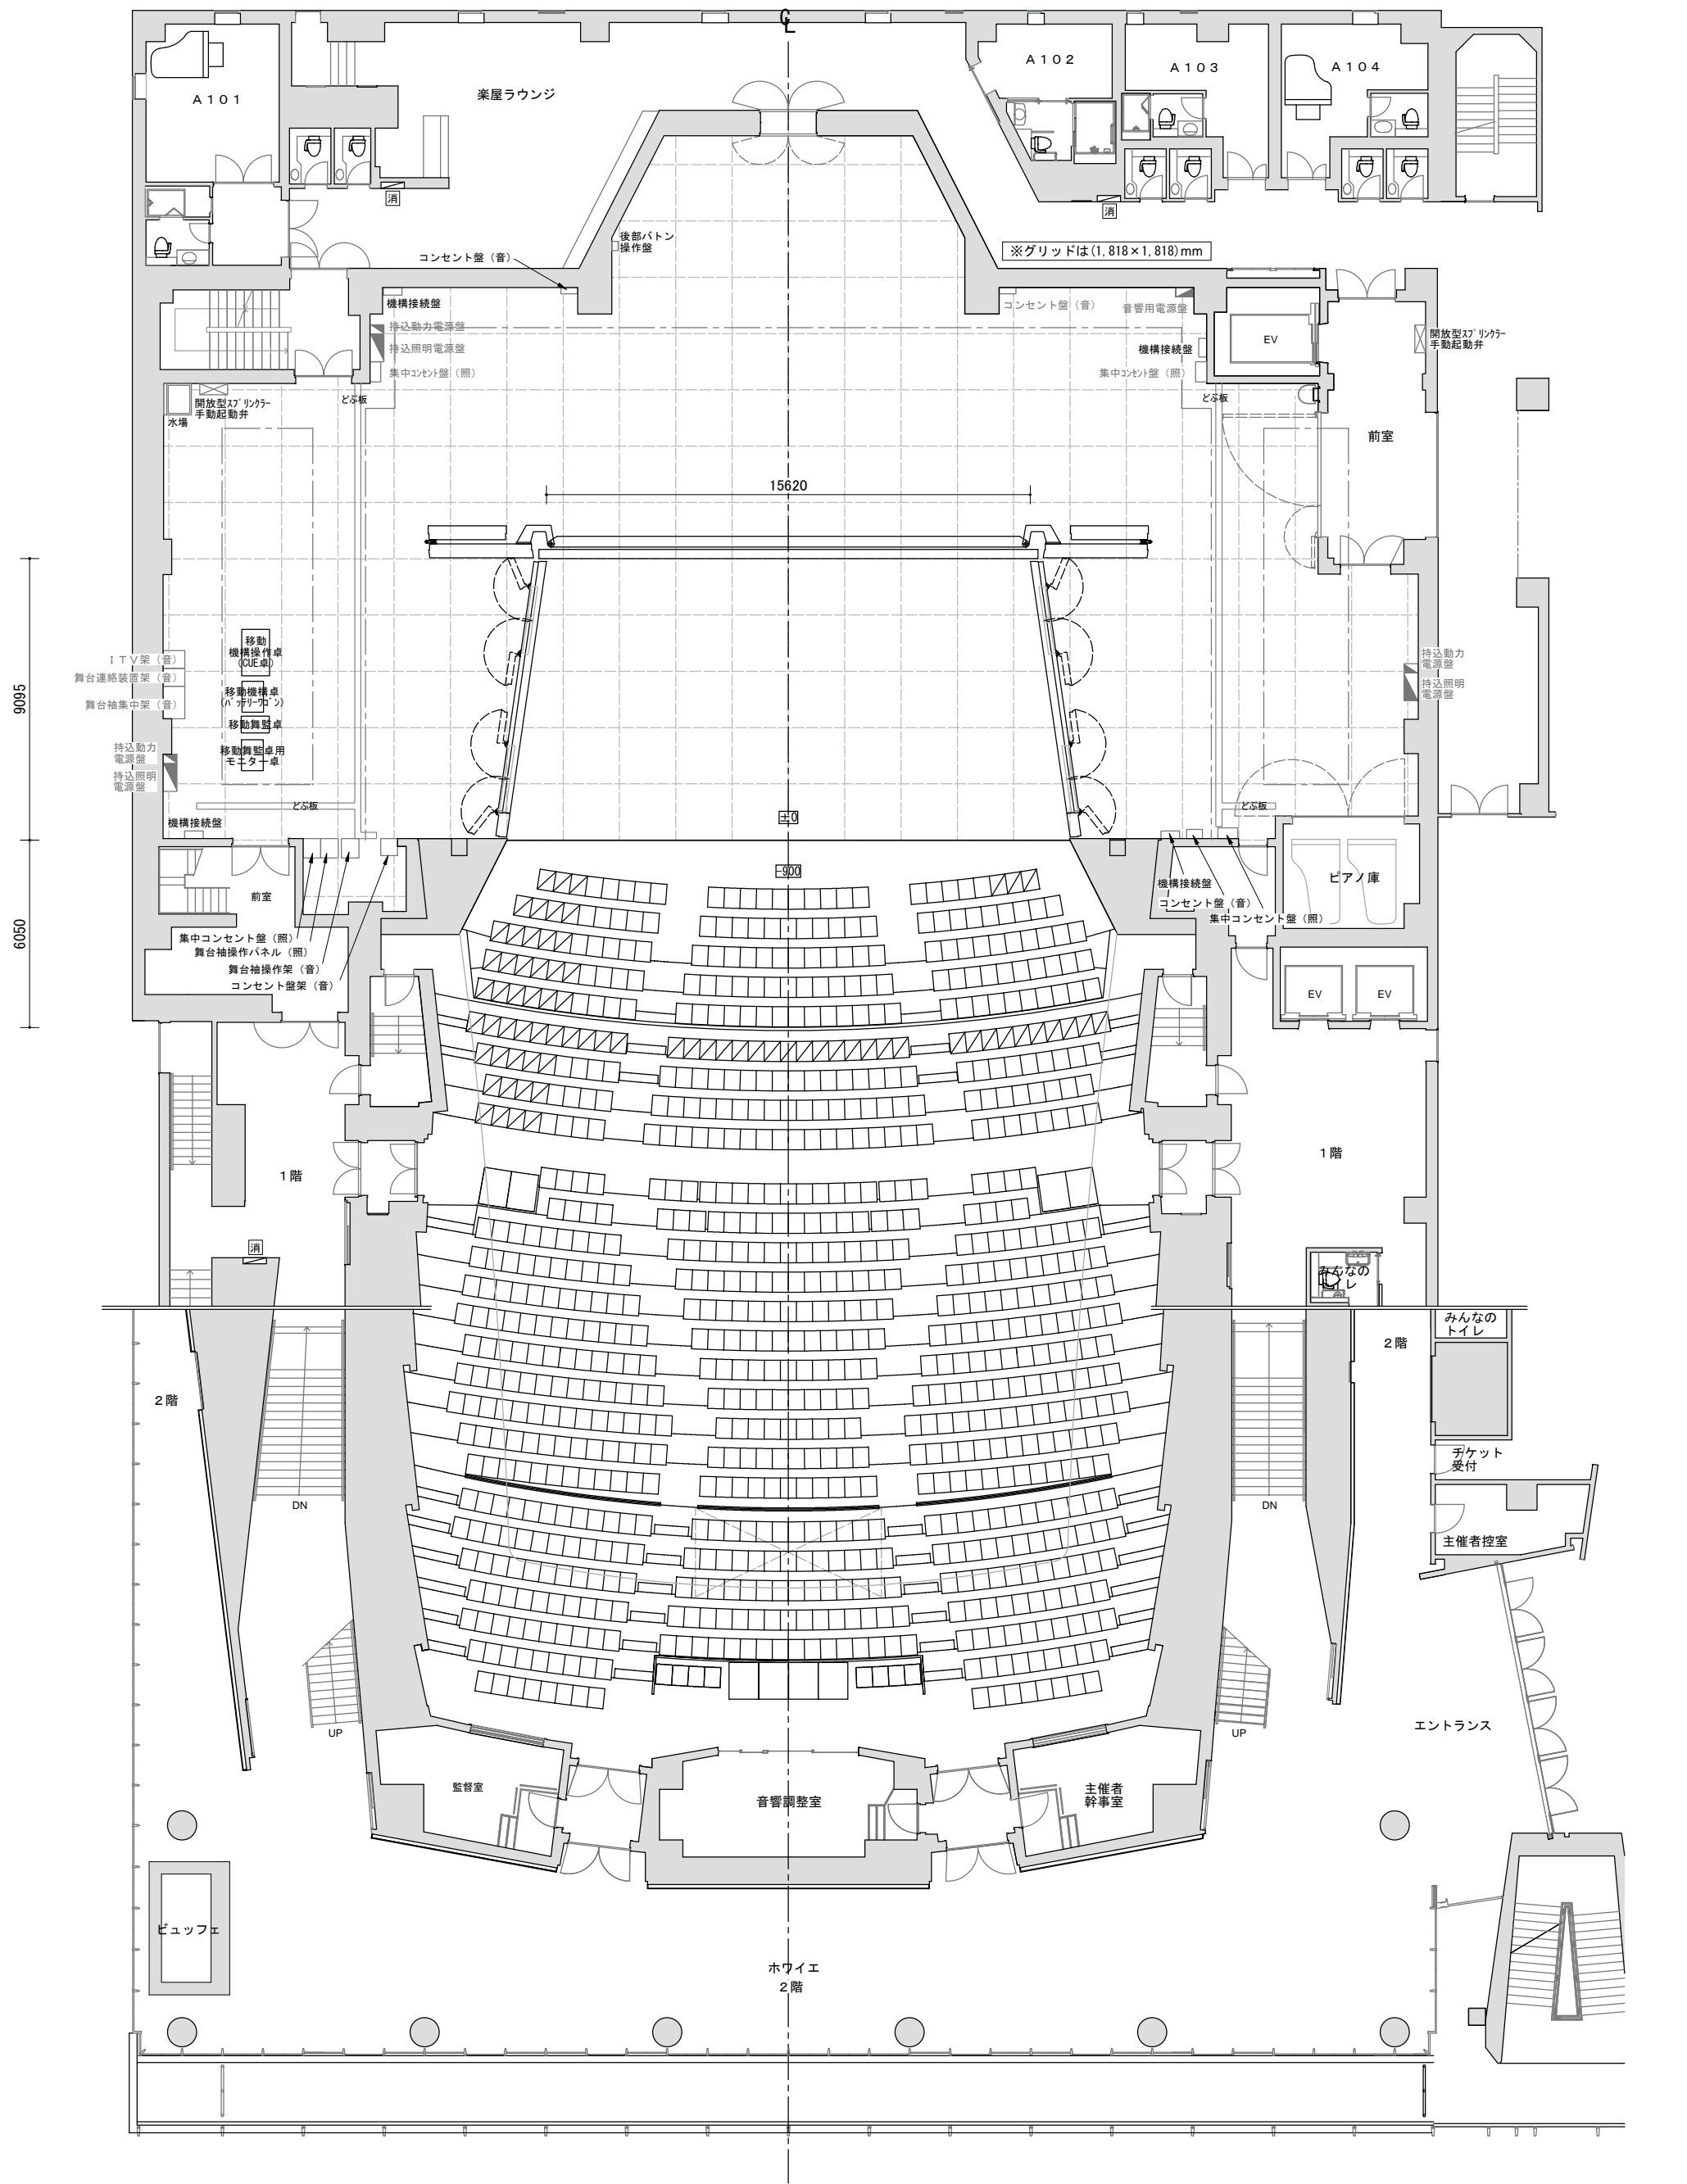 CL
A101
楽屋ラウンジ
A102
A103
A104
消
消
後部バトン
操作盤
※グリッドは(1,818×1,818)mm
コンセント盤（音）
機構接続盤
持込動力電源盤
持込照明電源盤
集中コンセント盤（照）
コンセント盤（音）
音響用電源盤
機構接続盤
集中コンセント盤（照）
EV
開放型スプリンクラー
手動起動弁
開放型スプリンクラー
手動起動弁
水場
どぶ板
どぶ板
前室
15620
移動
機構操作卓
(CUE卓)
移動機構卓
(バッテリーワゴン)
移動舞監卓
移動舞監卓用
モニター卓
ＩＴＶ架（音）
舞台連絡装置架（音）
舞台袖集中架（音）
持込動力
電源盤
持込照明
電源盤
持込動力
電源盤
持込照明
電源盤
9095
6050
どぶ板
どぶ板
機構接続盤
±0
-900
前室
集中コンセント盤（照）
舞台袖操作パネル（照）
舞台袖操作架（音）
コンセント盤架（音）
機構接続盤
コンセント盤（音）
集中コンセント盤（照）
ピアノ庫
EV
EV
1階
1階
消
みんなの
トイレ
みんなの
トイレ
2階
2階
DN
DN
チケット
受付
主催者控室
エントランス
UP
UP
監督室
音響調整室
主催者
幹事室
ビュッフェ
ホワイエ
2階